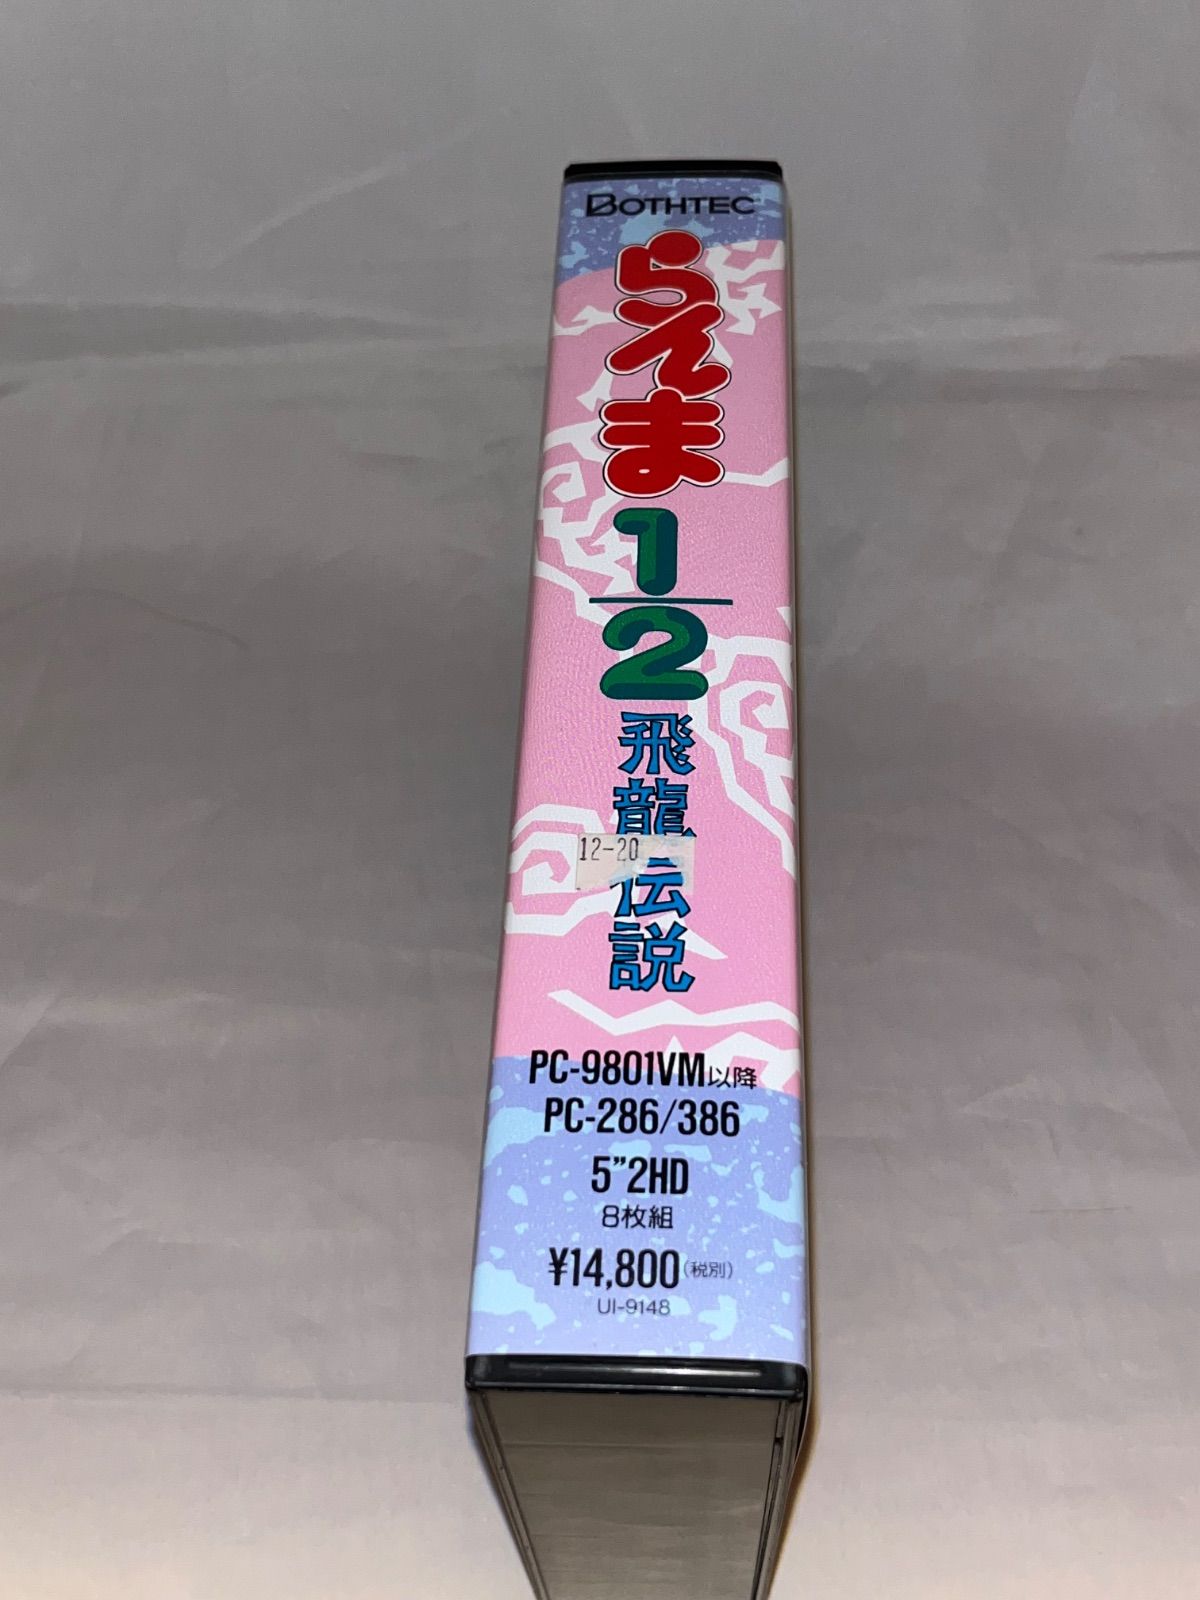 BOTHTEC
らんま
1/2
飛龍伝説
12-20
PC-9801VM以降
PC-286/386
5”2HD
8枚組
¥14,800(税別)
UI-9148